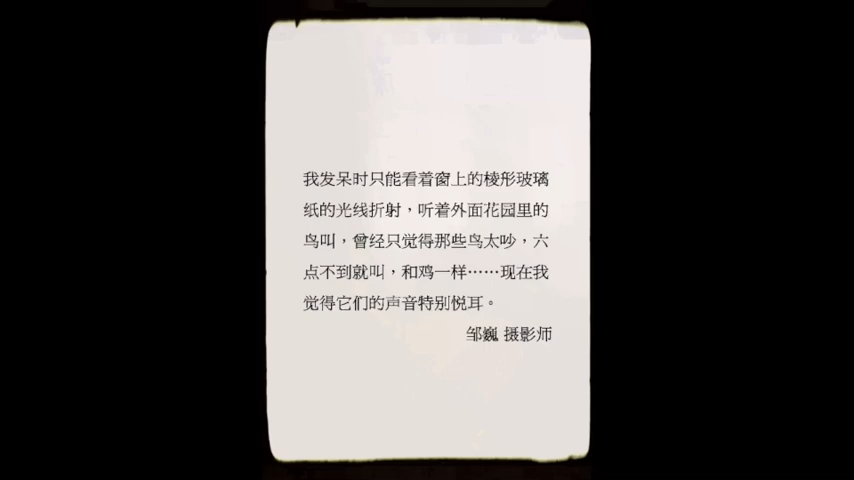 我发呆时只能看着窗上的棱形玻璃
纸的光线折射，听着外面花园里的
鸟叫，曾经只觉得那些鸟太吵，六
点不到就叫，和鸡一样……现在我
觉得它们的声音特别悦耳。
邹巍 摄影师